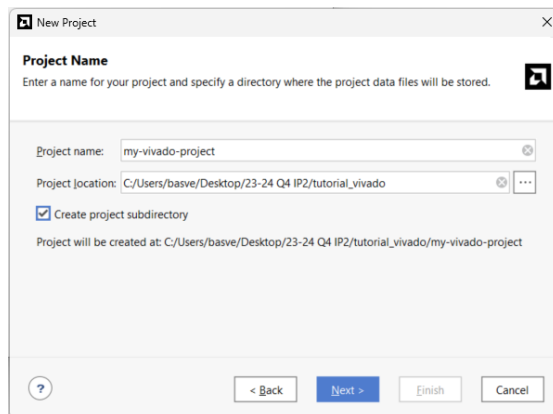 New Project
Project Name
Enter a name for your project and specify a directory where the project data files will be stored.
Project name: my-vivado-project
Project location: C:/Users/basve/Desktop/23-24 Q4 IP2/tutorial_vivado ...
Create project subdirectory
Project will be created at: C:/Users/basve/Desktop/23-24 Q4 IP2/tutorial_vivado/my-vivado-project
? < Back Next > Finish Cancel